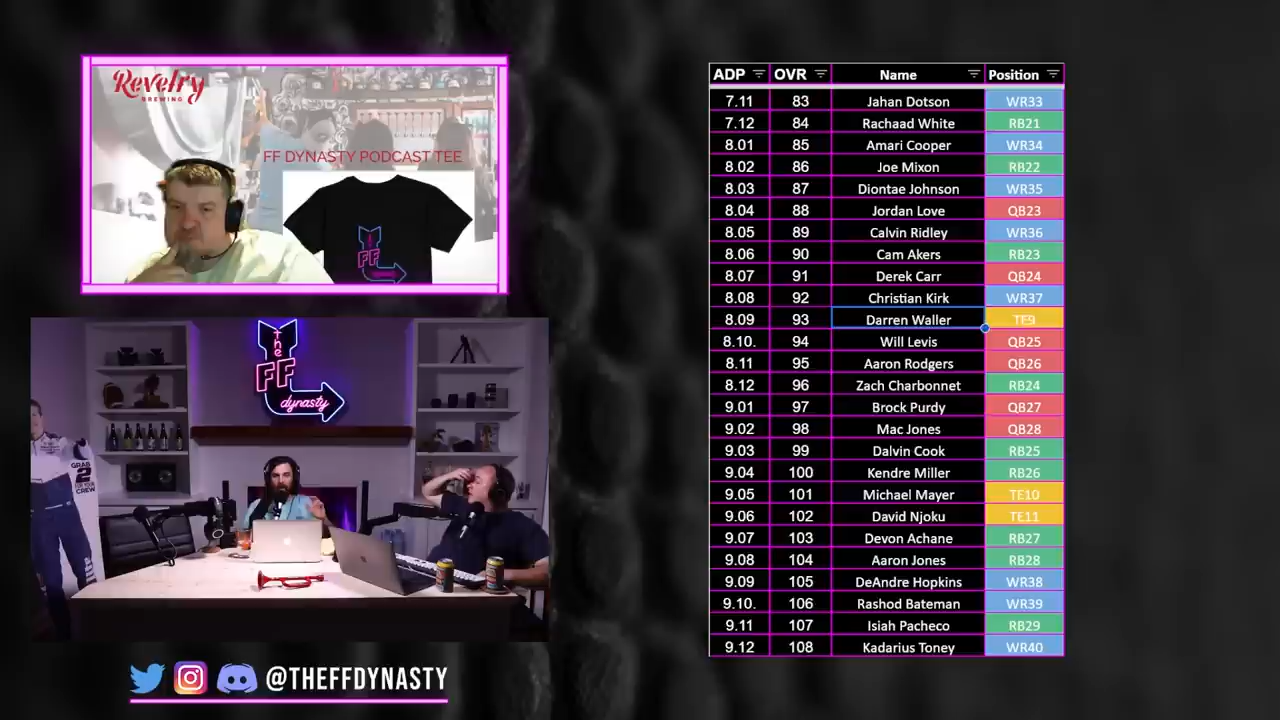 Revelry
BREWING
FF DYNASTY PODCAST TEE
FF
The
FF
dynasty
GRAB
2
FOR YOUR
CREW
@THEFFDYNASTY
ADP OVR Name Position
7.11 83 Jahan Dotson WR33
7.12 84 Rachaad White RB21
8.01 85 Amari Cooper WR34
8.02 86 Joe Mixon RB22
8.03 87 Diontae Johnson WR35
8.04 88 Jordan Love QB23
8.05 89 Calvin Ridley WR36
8.06 90 Cam Akers RB23
8.07 91 Derek Carr QB24
8.08 92 Christian Kirk WR37
8.09 93 Darren Waller TE9
8.10. 94 Will Levis QB25
8.11 95 Aaron Rodgers QB26
8.12 96 Zach Charbonnet RB24
9.01 97 Brock Purdy QB27
9.02 98 Mac Jones QB28
9.03 99 Dalvin Cook RB25
9.04 100 Kendre Miller RB26
9.05 101 Michael Mayer TE10
9.06 102 David Njoku TE11
9.07 103 Devon Achane RB27
9.08 104 Aaron Jones RB28
9.09 105 DeAndre Hopkins WR38
9.10. 106 Rashod Bateman WR39
9.11 107 Isiah Pacheco RB29
9.12 108 Kadarius Toney WR40